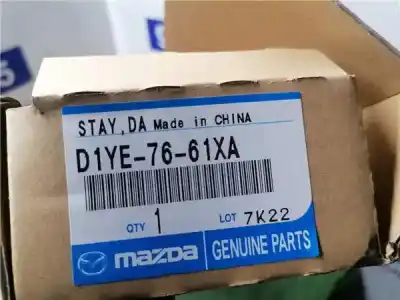 STAY, DA Made in CHINA
D1YE-76-61XA
QTY 1 LOT 7K22
mazda GENUINE PARTS